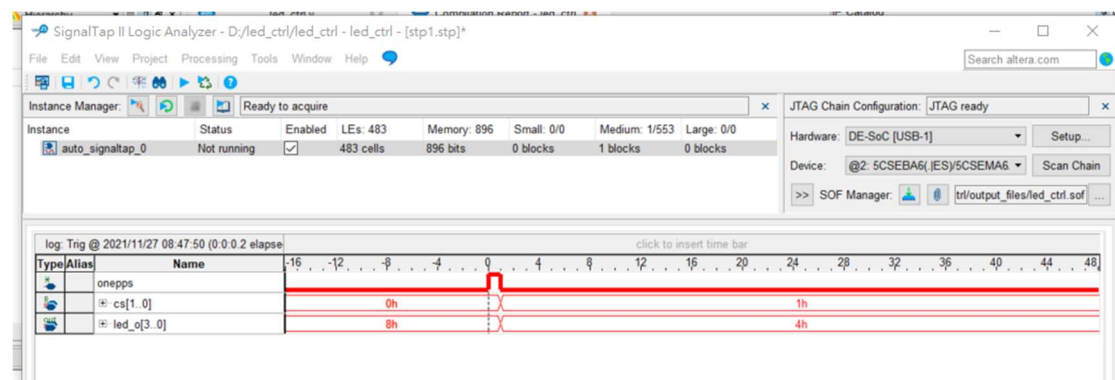 SignalTap II Logic Analyzer - D:/led_ctrl/led_ctrl - led_ctrl - [stp1.stp]*
File Edit View Project Processing Tools Window Help
Search altera.com
Instance Manager: Ready to acquire
JTAG Chain Configuration: JTAG ready
Instance Status Enabled LEs: 483 Memory: 896 Small: 0/0 Medium: 1/553 Large: 0/0
auto_signaltap_0 Not running 483 cells 896 bits 0 blocks 1 blocks 0 blocks
Hardware: DE-SoC [USB-1] Setup...
Device: @2: 5CSEBA6(.|ES)/5CSEMA6. Scan Chain
>> SOF Manager: trl/output_files/led_ctrl.sof ...
log: Trig @ 2021/11/27 08:47:50 (0:0:0.2 elapse
click to insert time bar
Type Alias Name -16 -12 -8 -4 0 4 8 12 16 20 24 28 32 36 40 44 48
onepps
cs[1..0] 0h 1h
led_o[3..0] 8h 4h